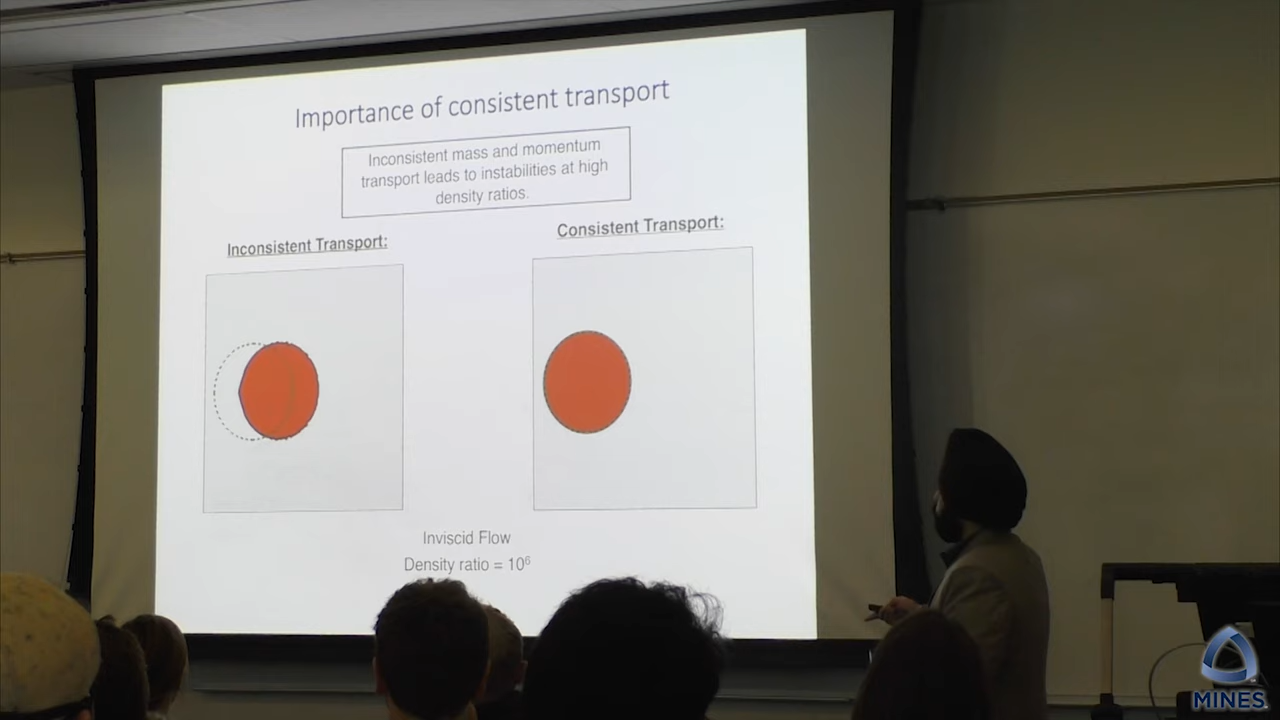 Importance of consistent transport
Inconsistent mass and momentum
transport leads to instabilities at high
density ratios.
Inconsistent Transport:
Consistent Transport:
Inviscid Flow
Density ratio = 10⁶
MINES